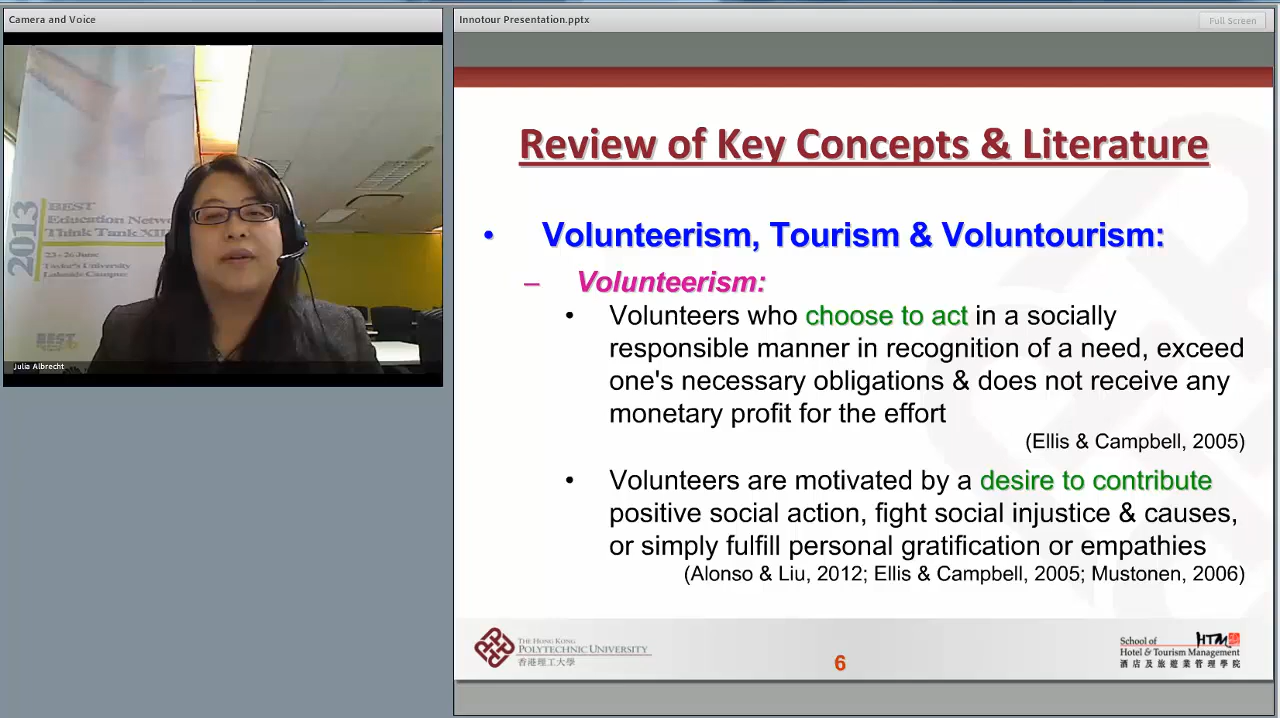 Camera and Voice
2013
BEST
Education Netw
Think Tank XII
23 - 26 June
Taylor's University
Lakeside Campus
BEST
Julia Albrecht
Innotour Presentation.pptx
Full Screen
Review of Key Concepts & Literature
• Volunteerism, Tourism & Voluntourism:
– Volunteerism:
• Volunteers who choose to act in a socially
responsible manner in recognition of a need, exceed
one's necessary obligations & does not receive any
monetary profit for the effort
(Ellis & Campbell, 2005)
• Volunteers are motivated by a desire to contribute
positive social action, fight social injustice & causes,
or simply fulfill personal gratification or empathies
(Alonso & Liu, 2012; Ellis & Campbell, 2005; Mustonen, 2006)
THE HONG KONG
POLYTECHNIC UNIVERSITY
香港理工大學
6
School of HTM
Hotel & Tourism Management
酒店及旅遊業管理學院